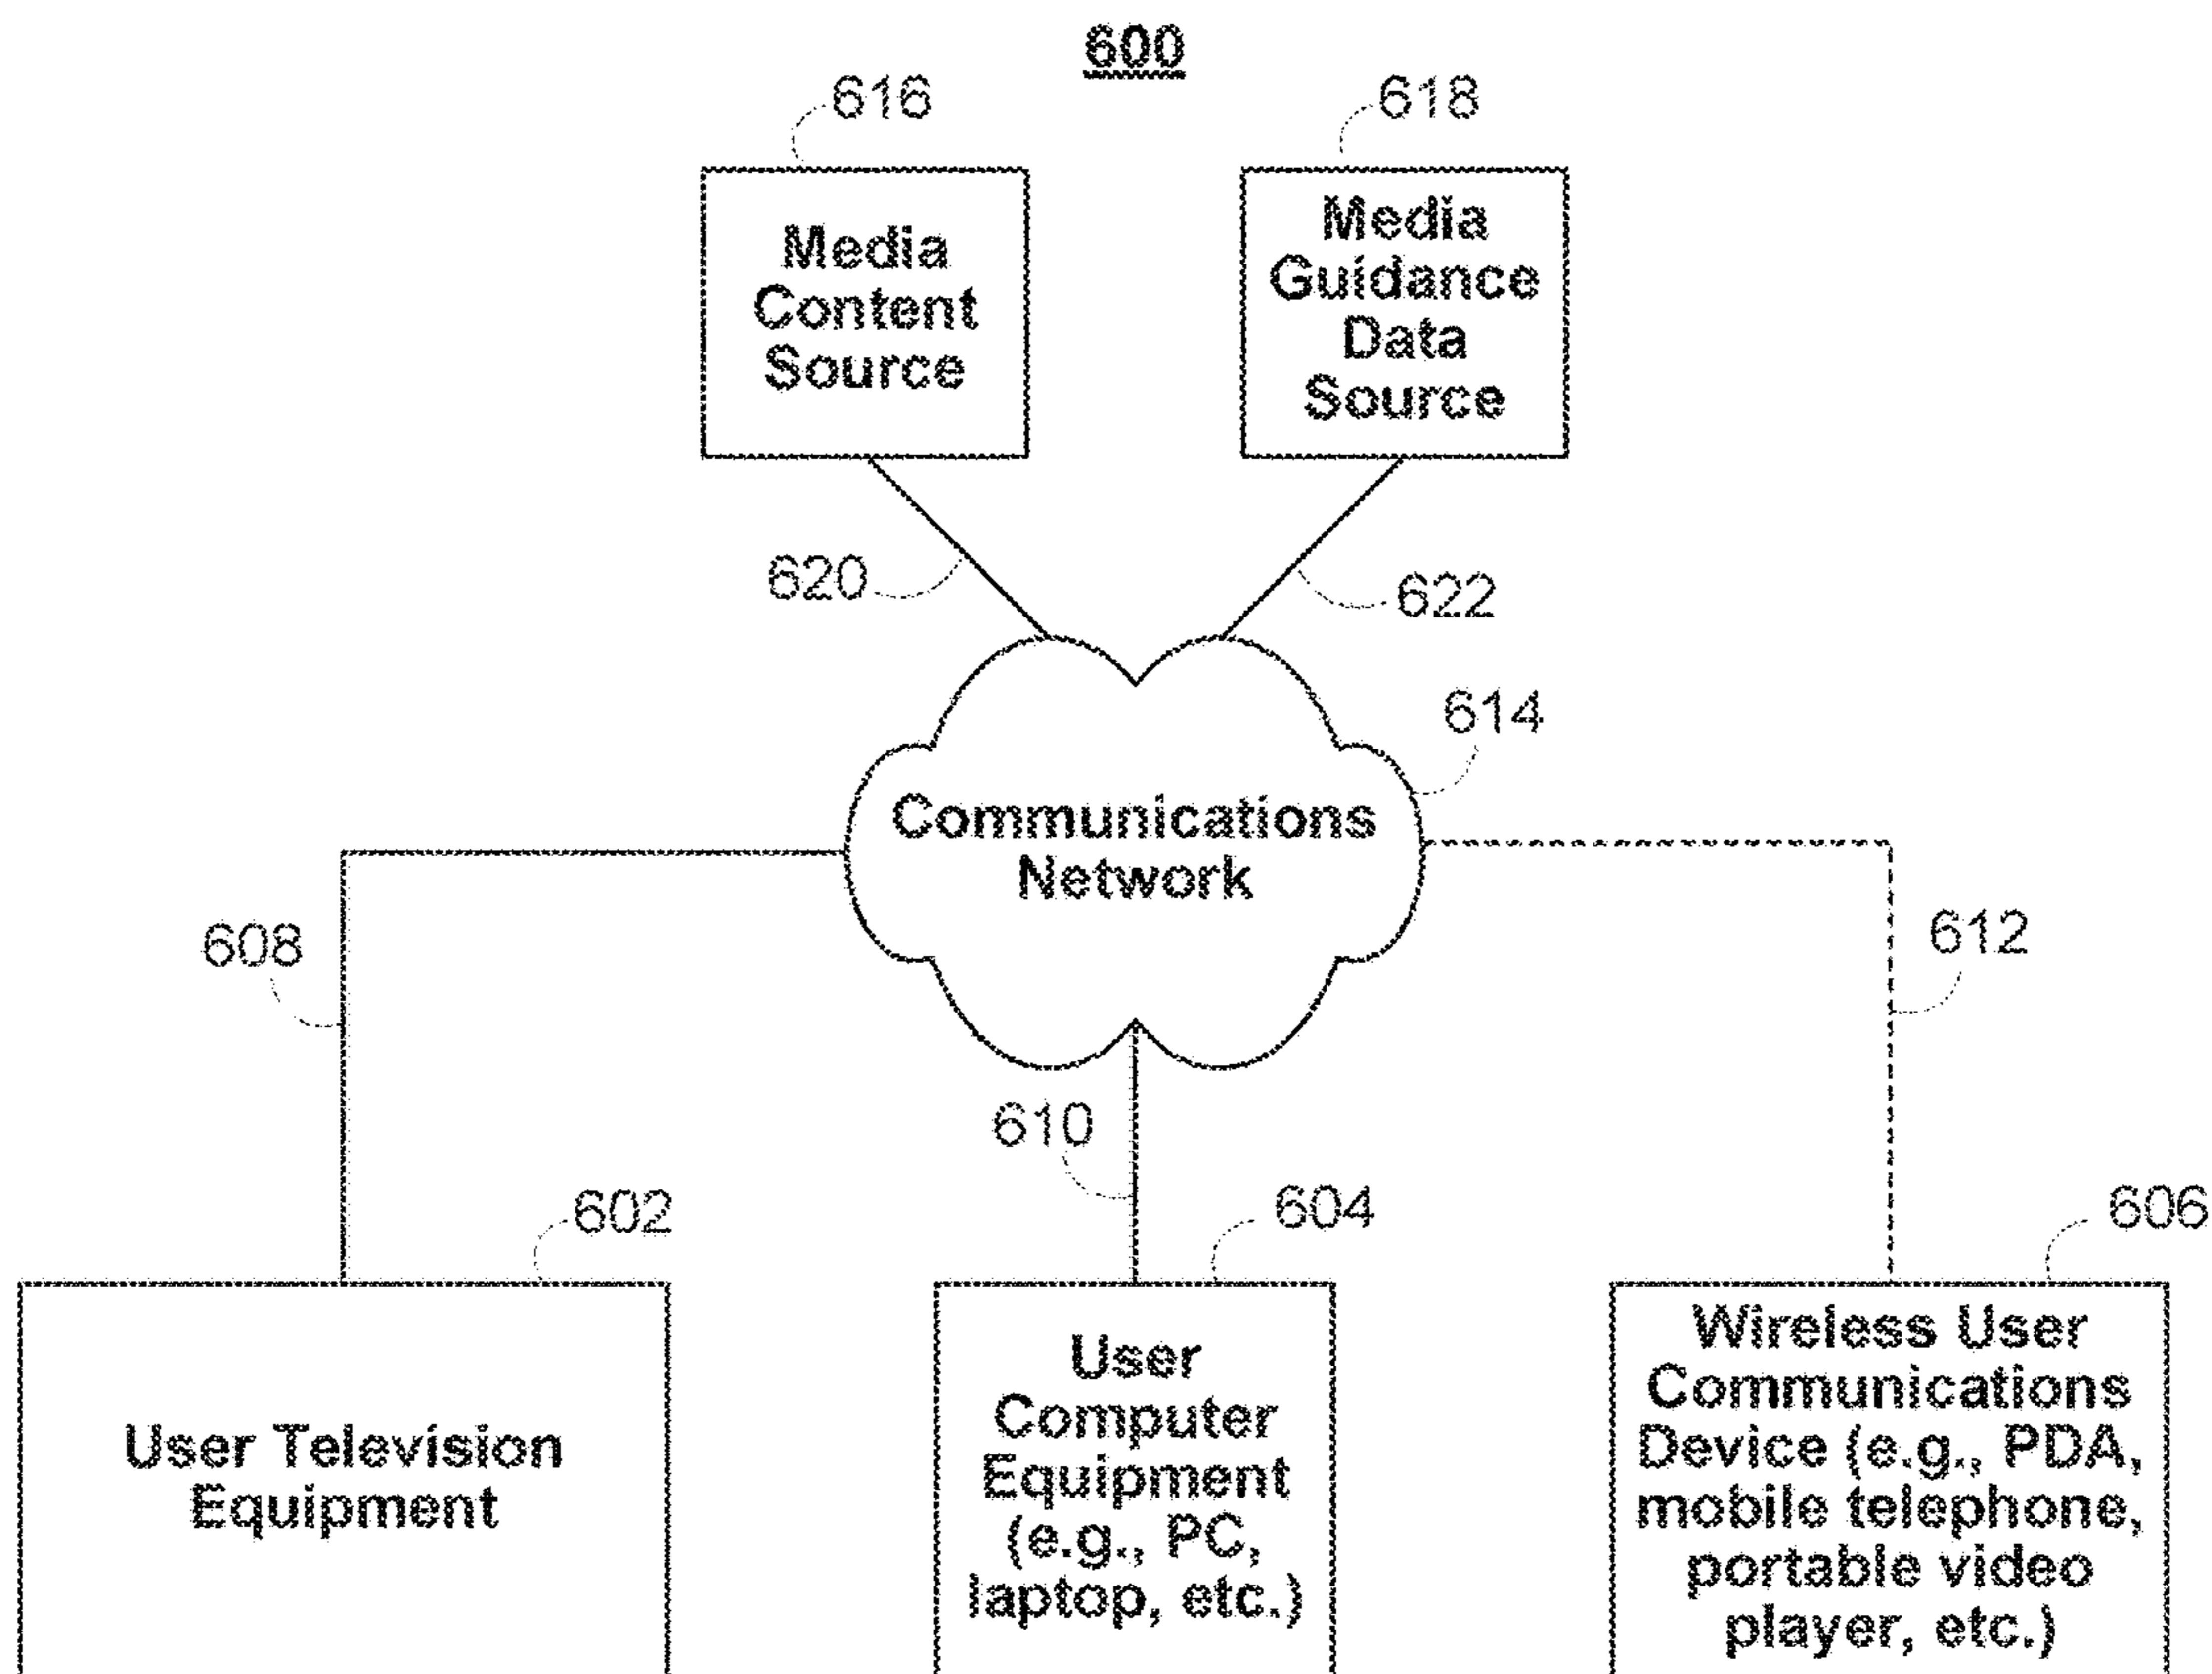 600
616
618
Media
Content
Source
Media
Guidance
Data
Source
620
622
614
Communications
Network
608
612
610
602
604
606
User Television
Equipment
User
Computer
Equipment
(e.g., PC,
laptop, etc.)
Wireless User
Communications
Device (e.g., PDA,
mobile telephone,
portable video
player, etc.)